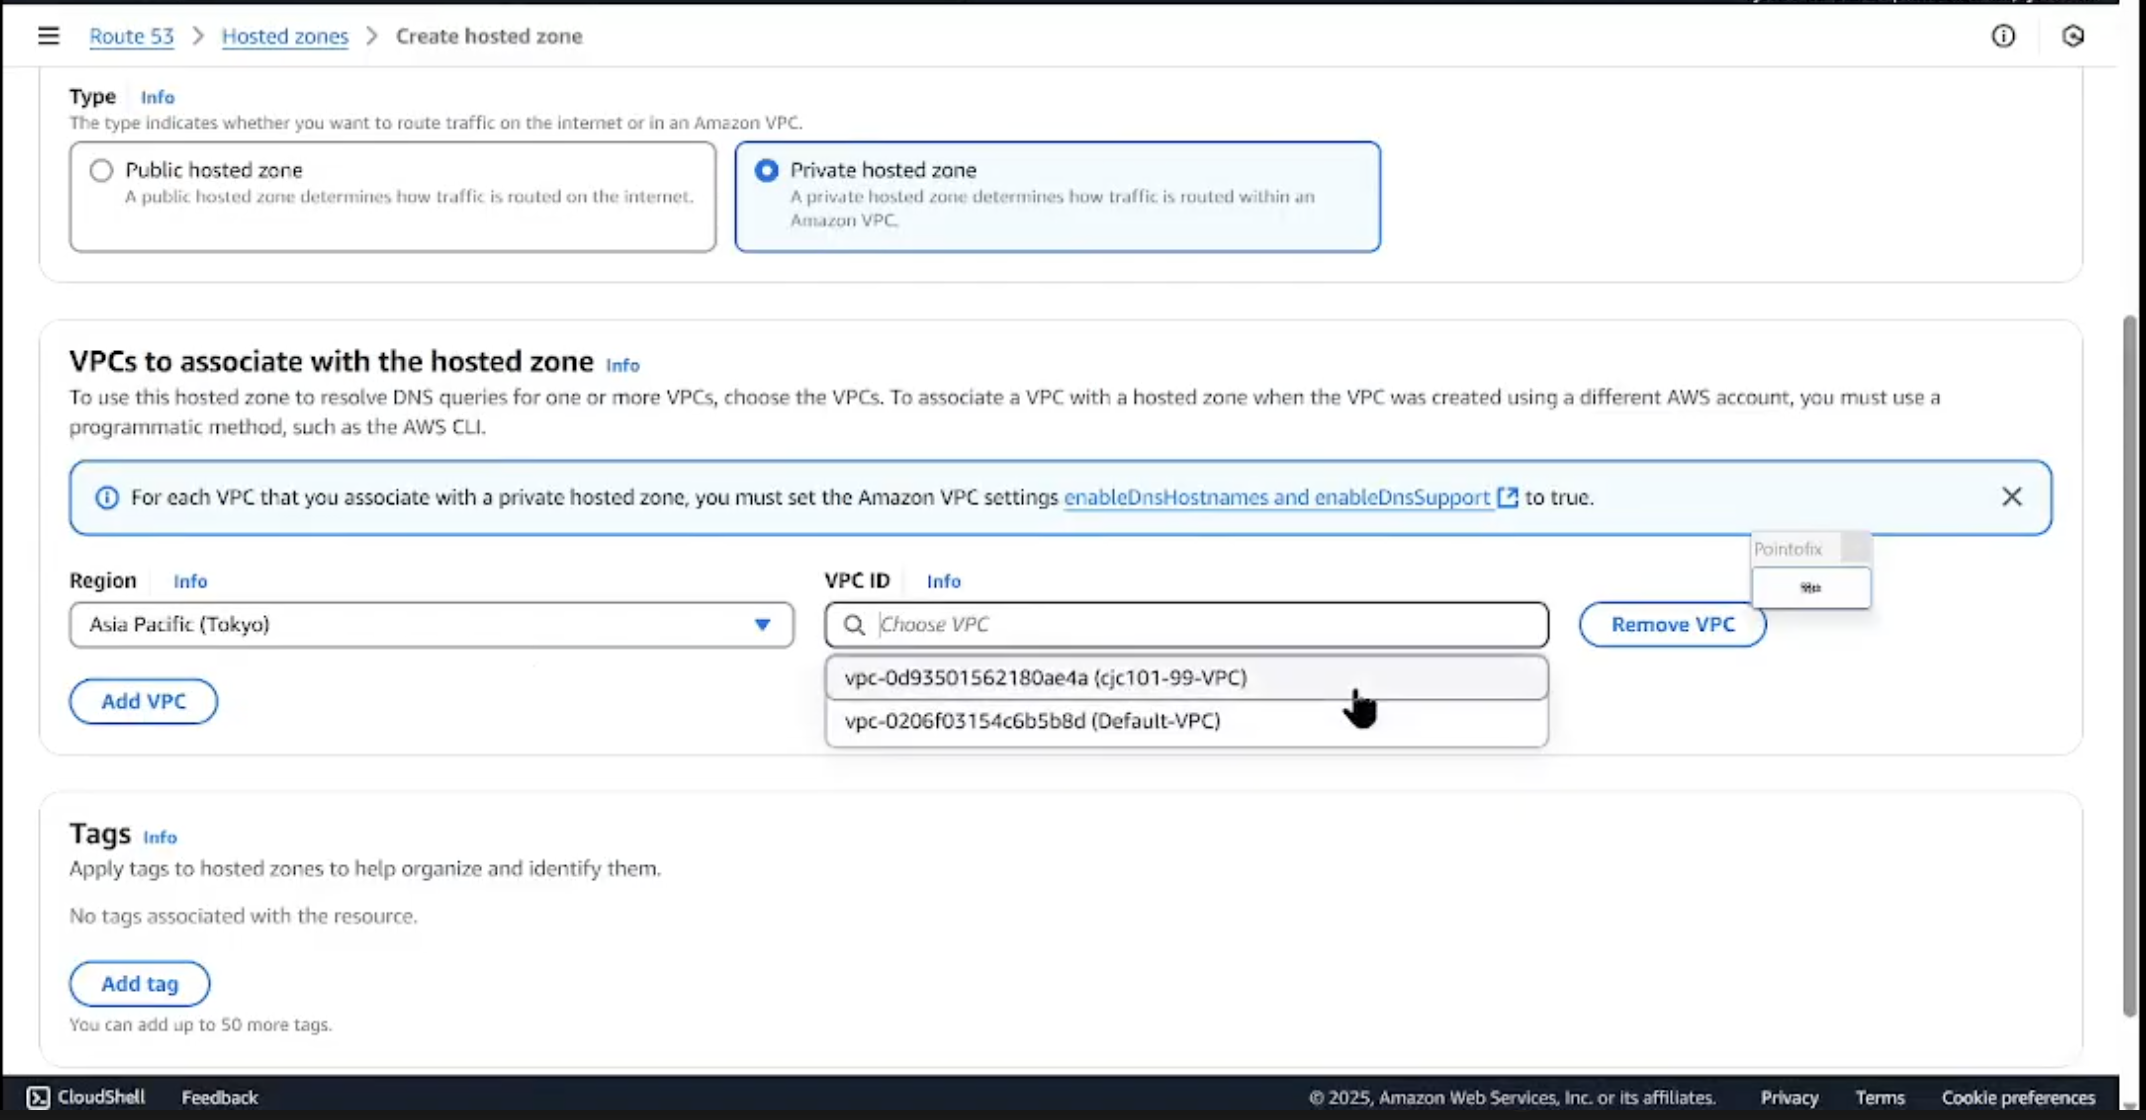 Route 53 > Hosted zones > Create hosted zone
Type Info
The type indicates whether you want to route traffic on the internet or in an Amazon VPC.
Public hosted zone
A public hosted zone determines how traffic is routed on the internet.
Private hosted zone
A private hosted zone determines how traffic is routed within an
Amazon VPC.
VPCs to associate with the hosted zone Info
To use this hosted zone to resolve DNS queries for one or more VPCs, choose the VPCs. To associate a VPC with a hosted zone when the VPC was created using a different AWS account, you must use a
programmatic method, such as the AWS CLI.
For each VPC that you associate with a private hosted zone, you must set the Amazon VPC settings enableDnsHostnames and enableDnsSupport to true.
Pointofix
Region Info
VPC ID Info
Asia Pacific (Tokyo)
Choose VPC
Remove VPC
vpc-0d93501562180ae4a (cjc101-99-VPC)
Add VPC
vpc-0206f03154c6b5b8d (Default-VPC)
Tags Info
Apply tags to hosted zones to help organize and identify them.
No tags associated with the resource.
Add tag
You can add up to 50 more tags.
CloudShell Feedback © 2025, Amazon Web Services, Inc. or its affiliates. Privacy Terms Cookie preferences